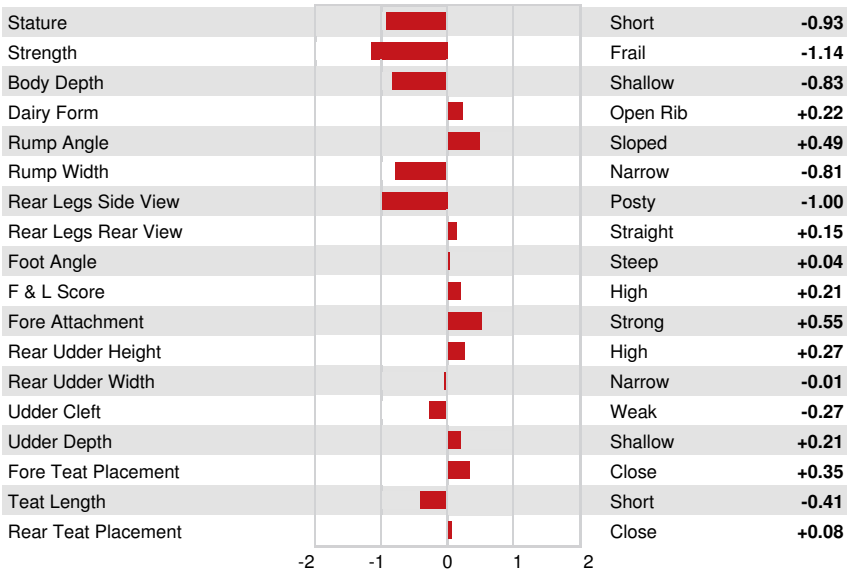 Stature Short -0.93
Strength Frail -1.14
Body Depth Shallow -0.83
Dairy Form Open Rib +0.22
Rump Angle Sloped +0.49
Rump Width Narrow -0.81
Rear Legs Side View Posty -1.00
Rear Legs Rear View Straight +0.15
Foot Angle Steep +0.04
F & L Score High +0.21
Fore Attachment Strong +0.55
Rear Udder Height High +0.27
Rear Udder Width Narrow -0.01
Udder Cleft Weak -0.27
Udder Depth Shallow +0.21
Fore Teat Placement Close +0.35
Teat Length Short -0.41
Rear Teat Placement Close +0.08
-2 -1 0 1 2